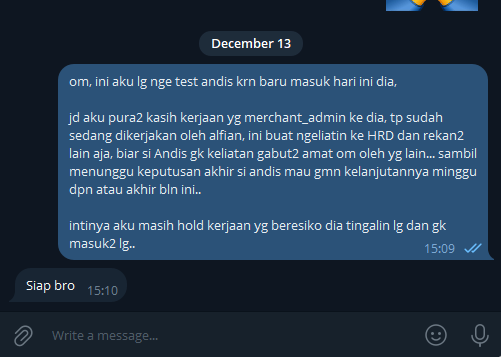 December 13
om, ini aku lg nge test andis krn baru masuk hari ini dia,
jd aku pura2 kasih kerjaan yg merchant_admin ke dia, tp sudah
sedang dikerjakan oleh alfian, ini buat ngeliatin ke HRD dan rekan2
lain aja, biar si Andis gk keliatan gabut2 amat om oleh yg lain... sambil
menunggu keputusan akhir si andis mau gmn kelanjutannya minggu
dpn atau akhir bln ini..
intinya aku masih hold kerjaan yg beresiko dia tingalin lg dan gk
masuk2 lg..
15:09
Siap bro
15:10
Write a message...